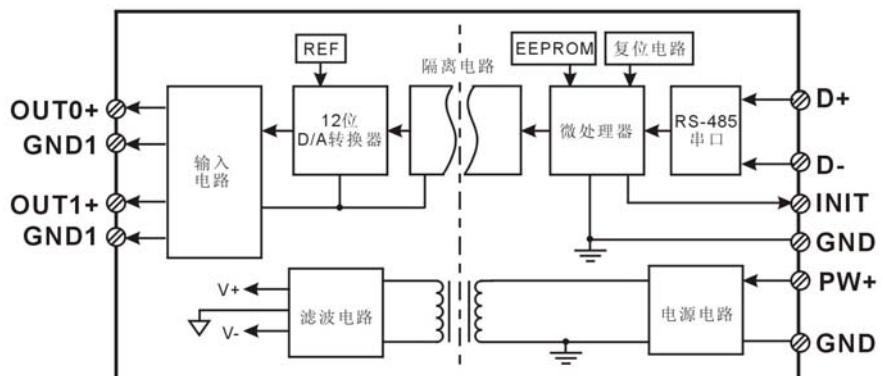 REF
隔离电路
EEPROM
复位电路
OUT0+
GND1
OUT1+
GND1
输入
电路
12位
D/A转换器
微处理器
RS-485
串口
D+
D-
INIT
GND
V+
V-
滤波电路
电源电路
PW+
GND